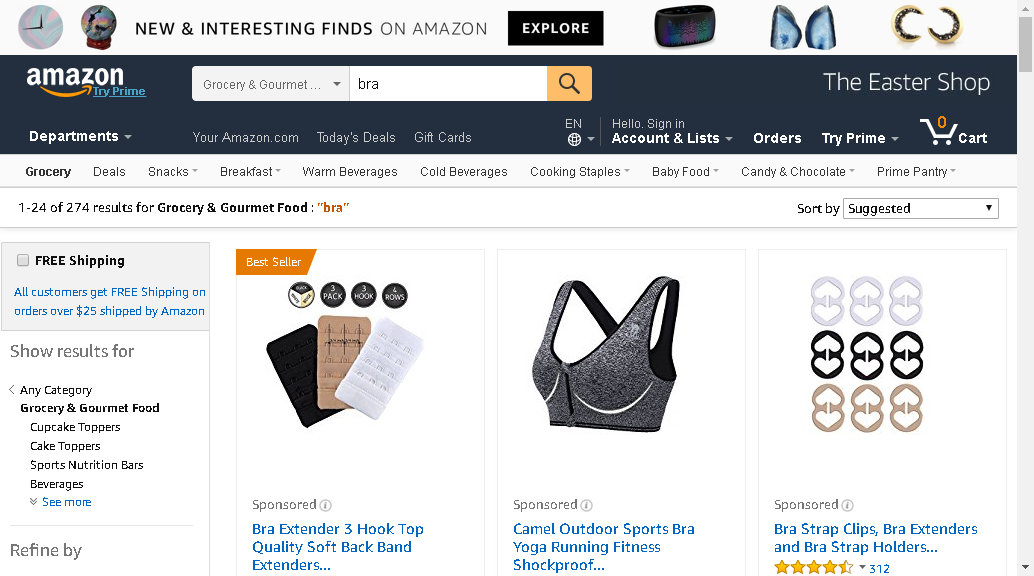 NEW & INTERESTING FINDS ON AMAZON
EXPLORE
amazon
Try Prime
Grocery & Gourmet ...
bra
The Easter Shop
Departments
Your Amazon.com
Today's Deals
Gift Cards
EN
Hello. Sign in
Account & Lists
Orders
Try Prime
0
Cart
Grocery
Deals
Snacks
Breakfast
Warm Beverages
Cold Beverages
Cooking Staples
Baby Food
Candy & Chocolate
Prime Pantry
1-24 of 274 results for Grocery & Gourmet Food : "bra"
Sort by
Suggested
FREE Shipping
All customers get FREE Shipping on
orders over $25 shipped by Amazon
Show results for
Any Category
Grocery & Gourmet Food
Cupcake Toppers
Cake Toppers
Sports Nutrition Bars
Beverages
See more
Refine by
Best Seller
3
PACK
3
HOOK
4
ROWS
Sponsored
Bra Extender 3 Hook Top
Quality Soft Back Band
Extenders...
Sponsored
Camel Outdoor Sports Bra
Yoga Running Fitness
Shockproof...
Sponsored
Bra Strap Clips, Bra Extenders
and Bra Strap Holders...
312